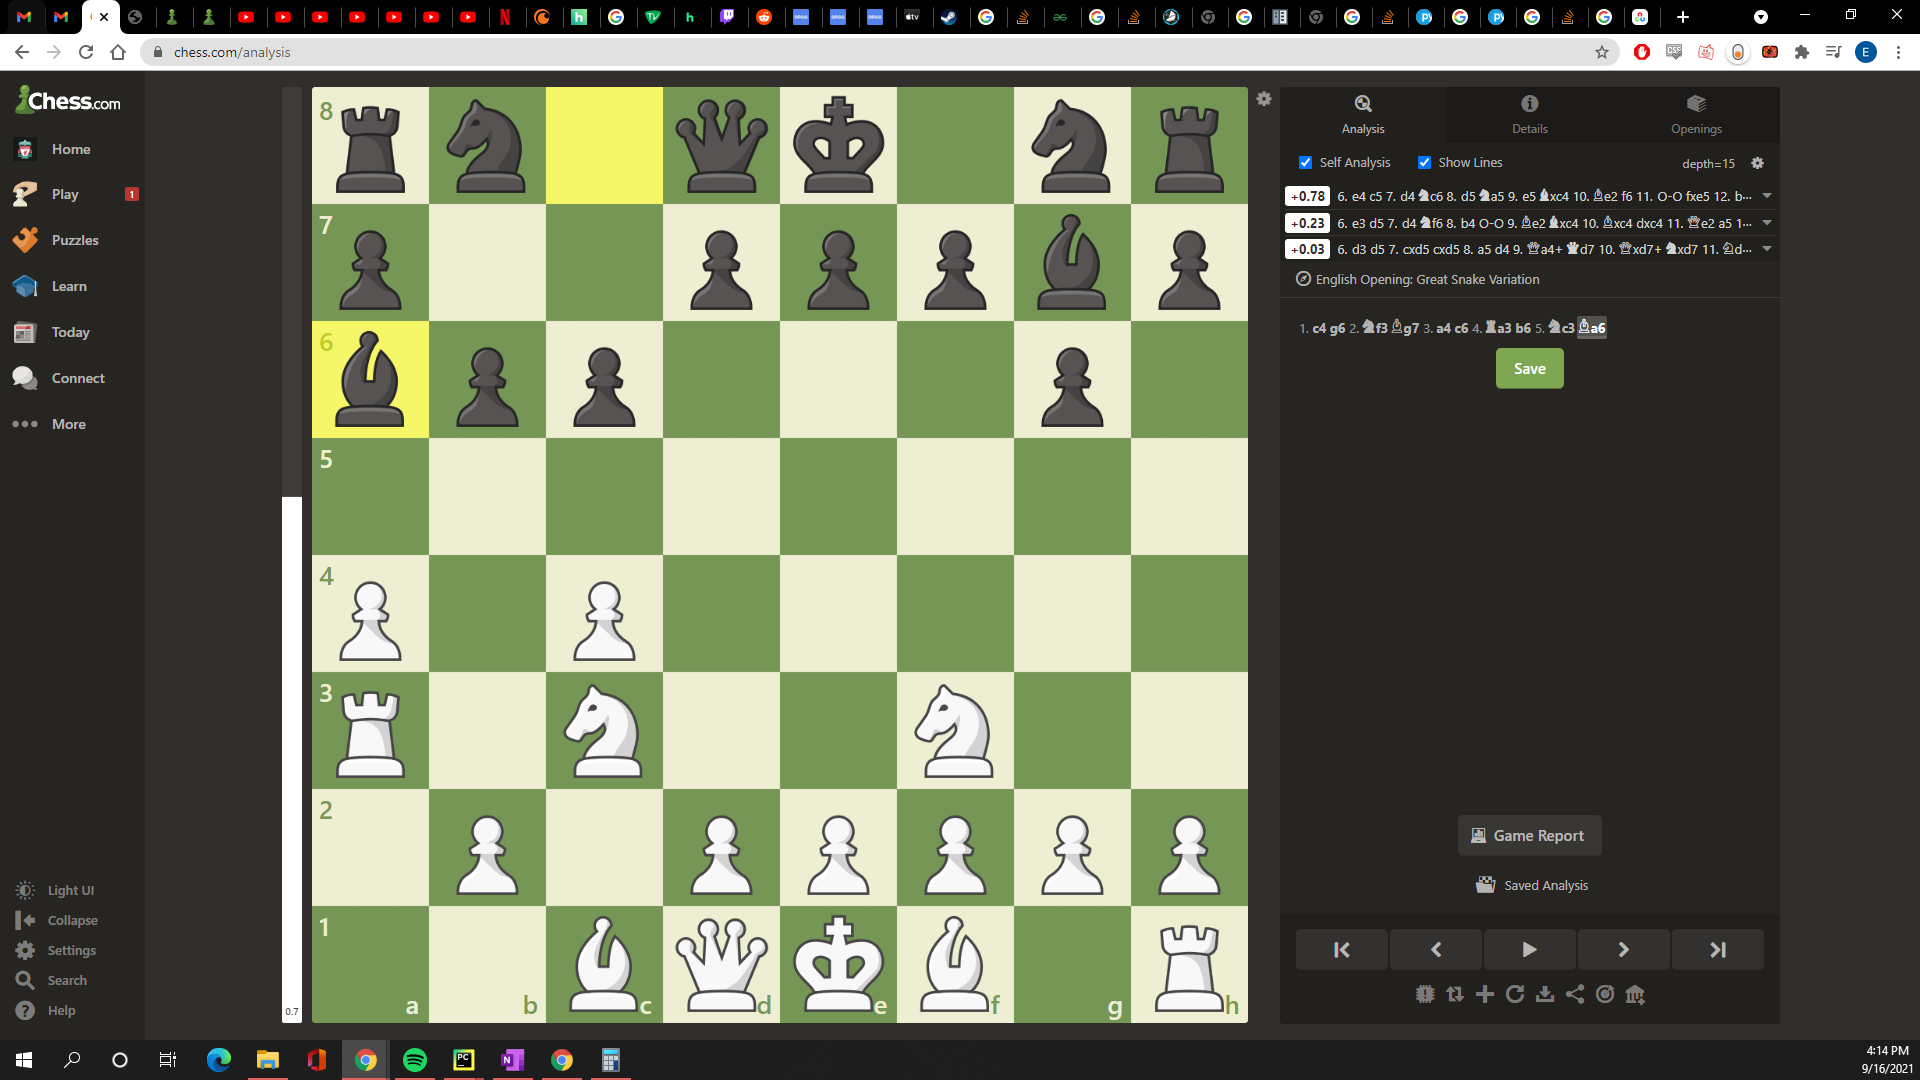 chess.com/analysis
E
Chess.com
Home
Play 1
Puzzles
Learn
Today
Connect
More
Light UI
Collapse
Settings
Search
Help
0.7
8
7
6
5
4
3
2
1
a b c d e f g h
Analysis Details Openings
Self Analysis Show Lines depth=15
+0.78 6. e4 c5 7. d4 ♞c6 8. d5 ♞a5 9. e5 ♝xc4 10. ♗e2 f6 11. O-O fxe5 12. b...
+0.23 6. e3 d5 7. d4 ♞f6 8. b4 O-O 9. ♗e2 ♝xc4 10. ♗xc4 dxc4 11. ♕e2 a5 1...
+0.03 6. d3 d5 7. cxd5 cxd5 8. a5 d4 9. ♕a4+ ♛d7 10. ♕xd7+ ♞xd7 11. ♘d...
English Opening: Great Snake Variation
1. c4 g6 2. ♞f3 ♗g7 3. a4 c6 4. ♜a3 b6 5. ♞c3 ♗a6
Save
Game Report
Saved Analysis
4:14 PM
9/16/2021